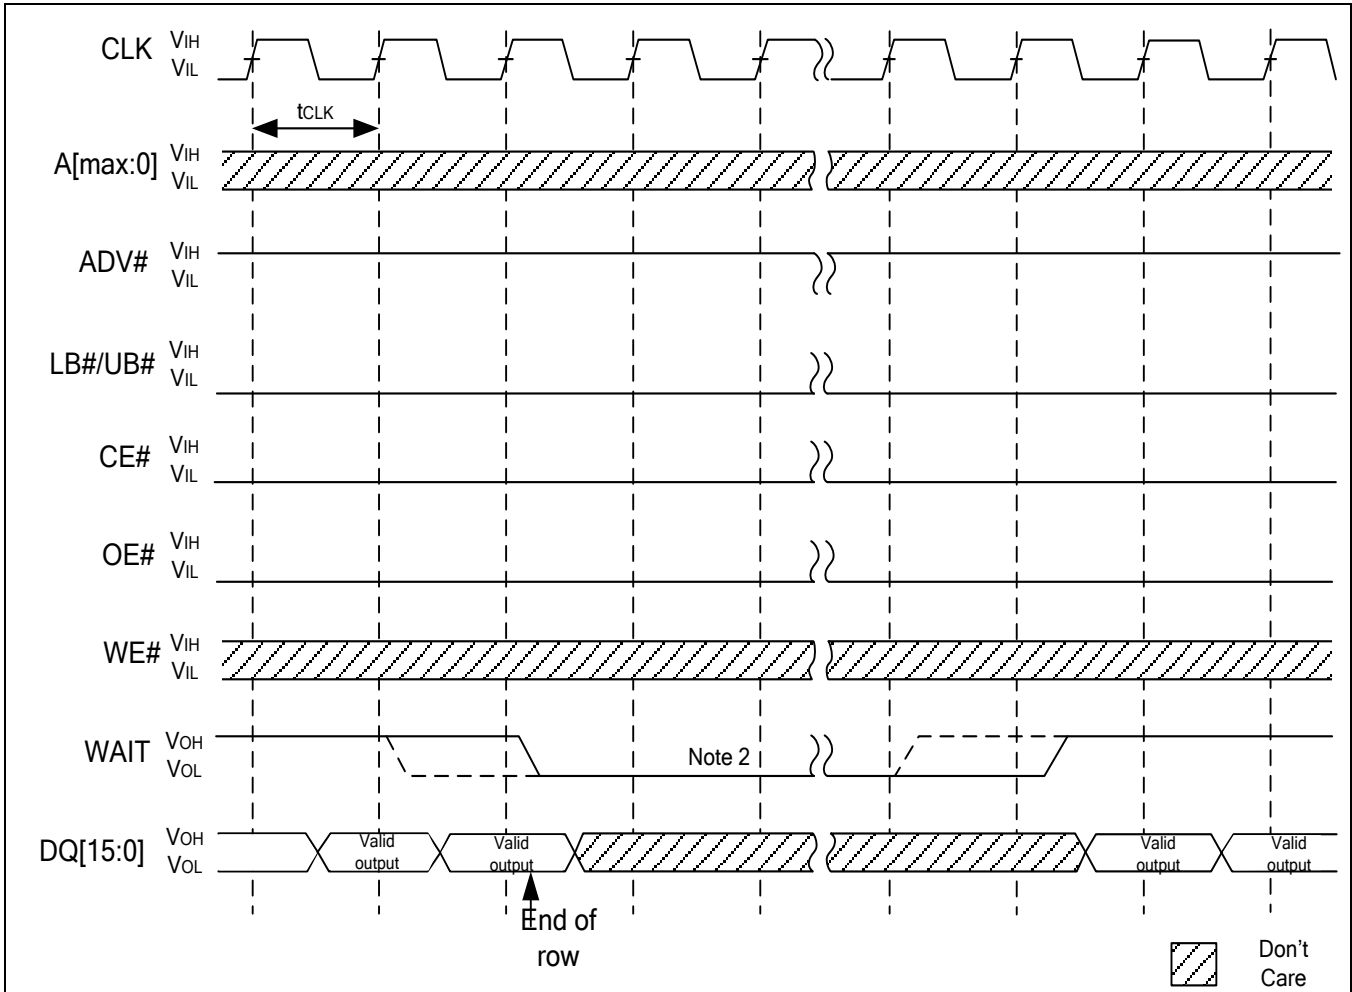 CLK VIH
VIL
tCLK
A[max:0] VIH
VIL
ADV# VIH
VIL
LB#/UB# VIH
VIL
CE# VIH
VIL
OE# VIH
VIL
WE# VIH
VIL
WAIT VOH
VOL
Note 2
DQ[15:0] VOH
VOL
Valid
output
Valid
output
Valid
output
Valid
output
End of
row
Don't
Care